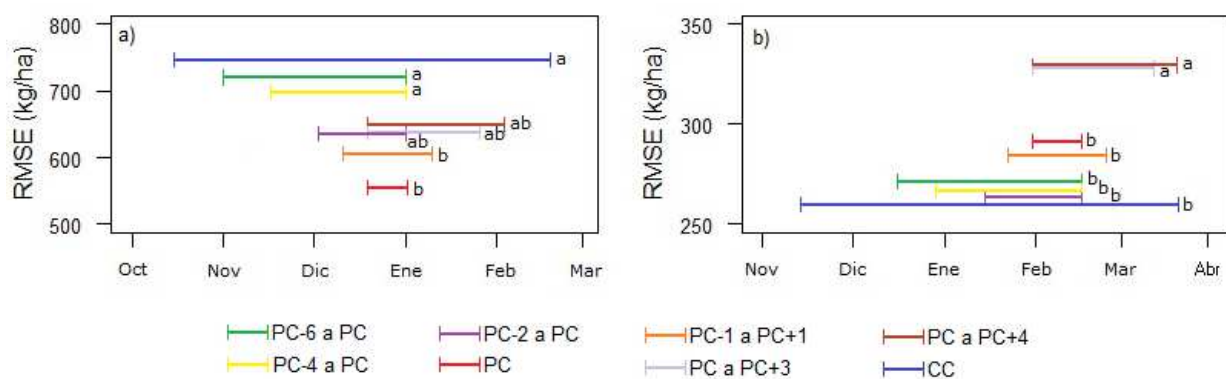 a)
RMSE (kg/ha)
800
700
600
500
a
a
a
ab
ab
ab
b
b
Oct Nov Dic Ene Feb Mar
b)
RMSE (kg/ha)
350
300
250
a
a
b
b
b
b
b
b
Nov Dic Ene Feb Mar Abr
PC-6 a PC PC-2 a PC PC-1 a PC+1 PC a PC+4
PC-4 a PC PC PC a PC+3 CC